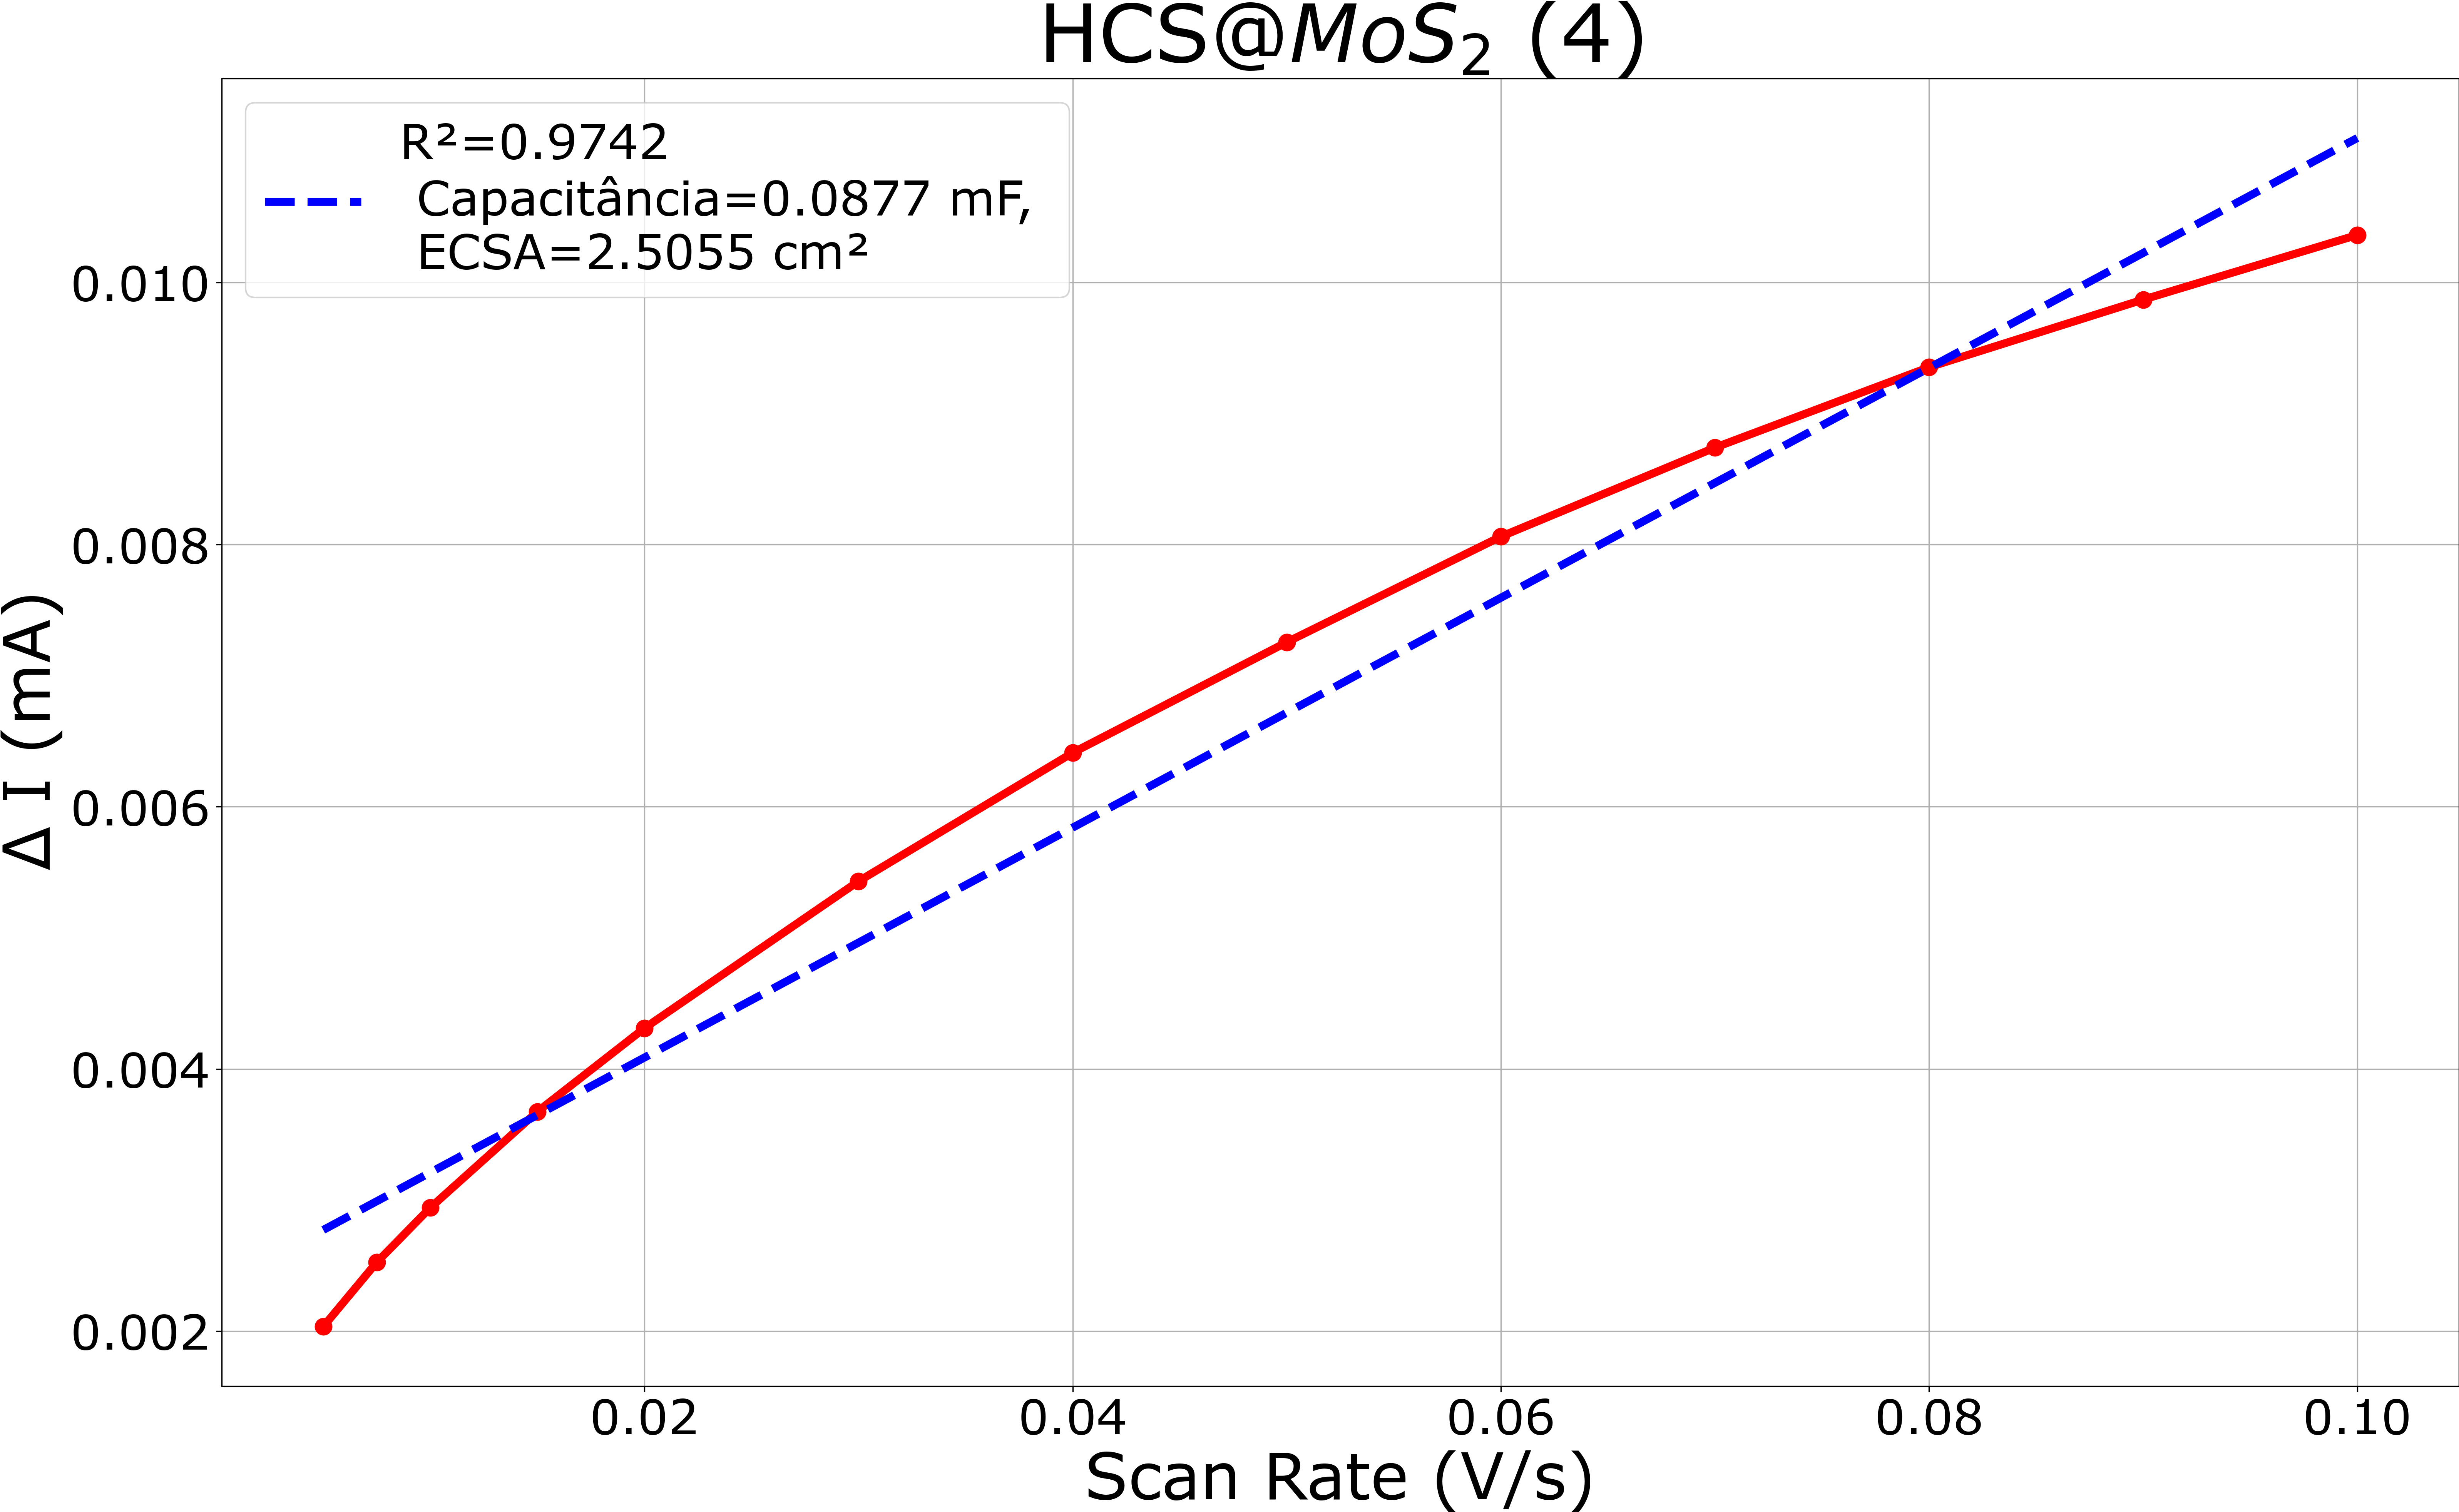 HCS@MoS₂ (4)
R²=0.9742
Capacitância=0.0877 mF,
ECSA=2.5055 cm²
0.010
0.008
0.006
0.004
0.002
Δ I (mA)
0.02 0.04 0.06 0.08 0.10
Scan Rate (V/s)